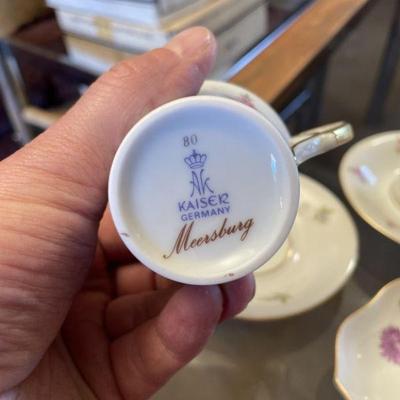 80
AK
KAISER
GERMANY
Meersburg